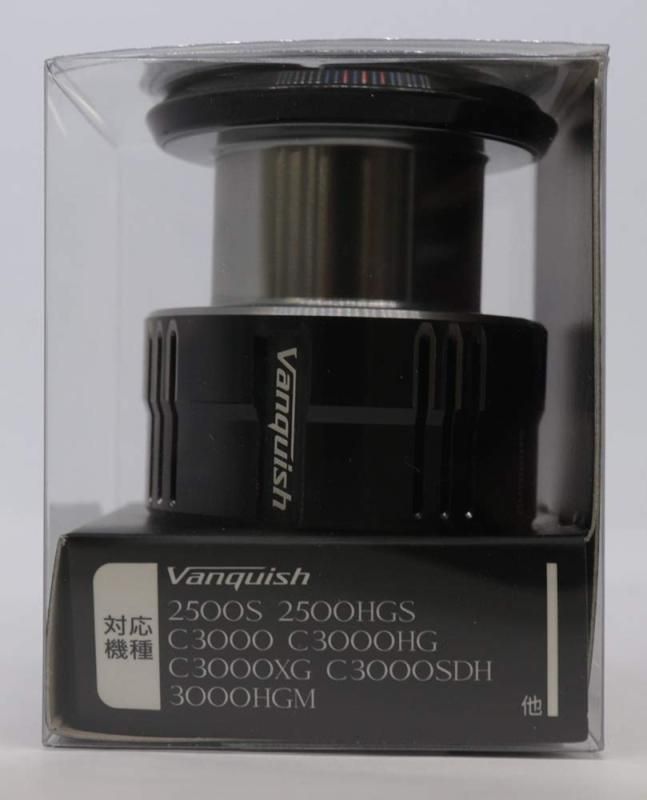 Vanquish
対応
機種
Vanquish
2500S 2500HGS
C3000 C3000HG
C3000XG C3000SDH
3000HGM
他